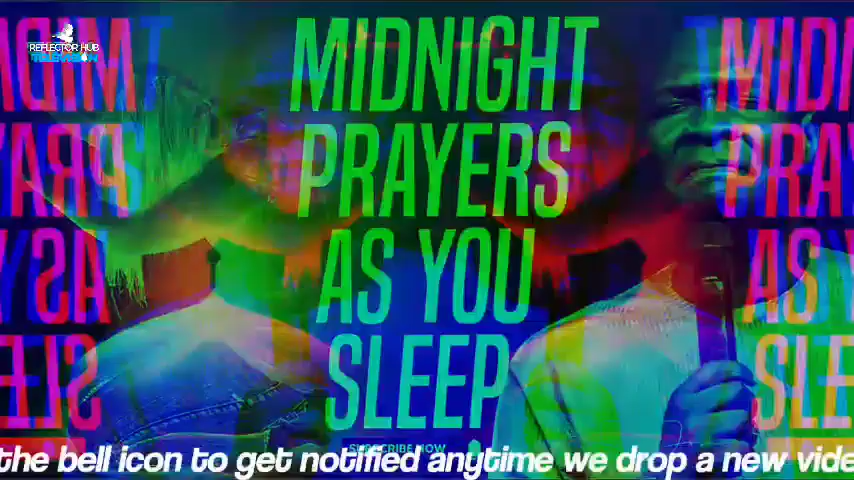 REFLECTOR HUB
TELEVISION
MIDNIGHT
PRAYERS
AS YOU
SLEEP
SUBSCRIBE NOW
the bell icon to get notified anytime we drop a new vide